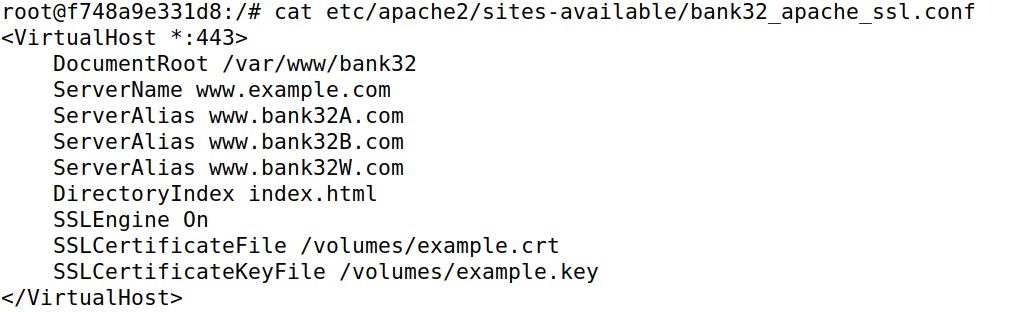 root@f748a9e331d8:/# cat etc/apache2/sites-available/bank32_apache_ssl.conf
<VirtualHost *:443>
    DocumentRoot /var/www/bank32
    ServerName www.example.com
    ServerAlias www.bank32A.com
    ServerAlias www.bank32B.com
    ServerAlias www.bank32W.com
    DirectoryIndex index.html
    SSLEngine On
    SSLCertificateFile /volumes/example.crt
    SSLCertificateKeyFile /volumes/example.key
</VirtualHost>